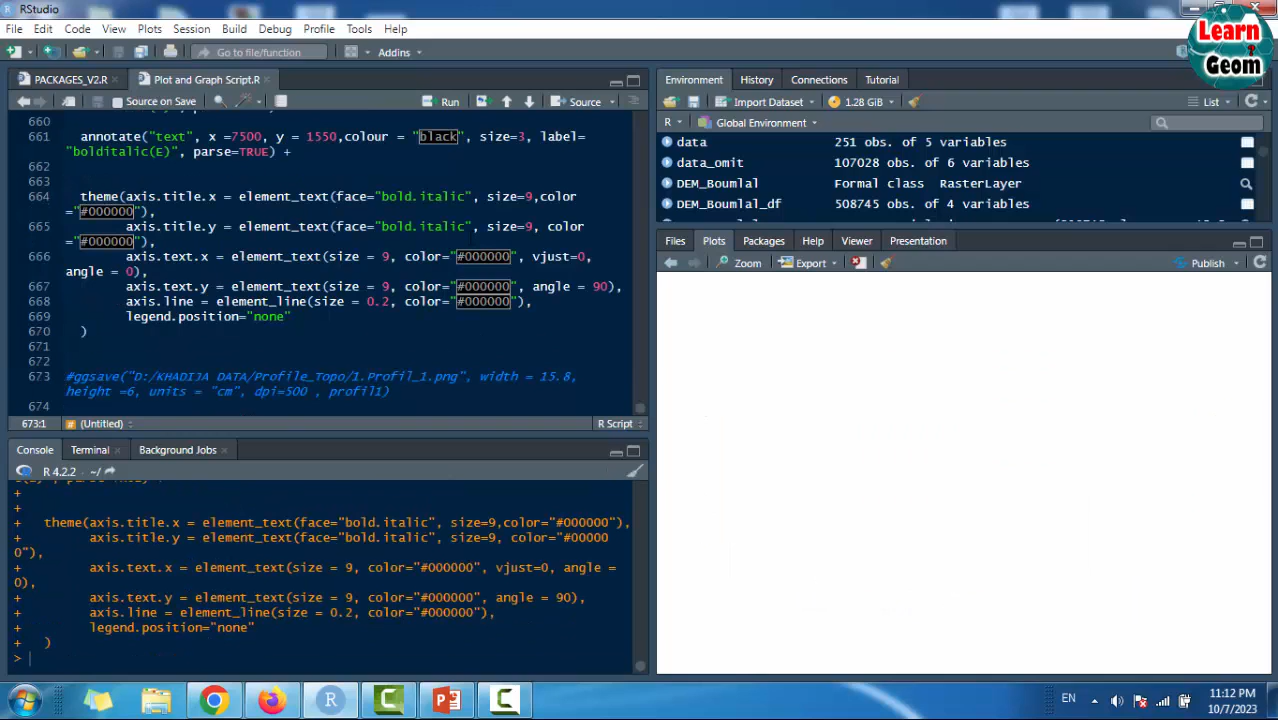 RStudio
File Edit Code View Plots Session Build Debug Profile Tools Help
Go to file/function Addins
Learn
Geom
PACKAGES_V2.R Plot and Graph Script.R
Source on Save Run Source
660
661 annotate("text", x =7500, y = 1550,colour = "black", size=3, label=
"bolditalic(E)", parse=TRUE) +
662
663
664 theme(axis.title.x = element_text(face="bold.italic", size=9,color
="#000000"),
665 axis.title.y = element_text(face="bold.italic", size=9, color
="#000000"),
666 axis.text.x = element_text(size = 9, color="#000000", vjust=0,
angle = 0),
667 axis.text.y = element_text(size = 9, color="#000000", angle = 90),
668 axis.line = element_line(size = 0.2, color="#000000"),
669 legend.position="none"
670 )
671
672
673 #ggsave("D:/KHADIJA DATA/Profile_Topo/1.Profil_1.png", width = 15.8,
height =6, units = "cm", dpi=500 , profil1)
674
673:1 # (Untitled) R Script
Console Terminal Background Jobs
R 4.2.2 · ~/
+
+
+ theme(axis.title.x = element_text(face="bold.italic", size=9,color="#000000"),
+ axis.title.y = element_text(face="bold.italic", size=9, color="#00000
0"),
+ axis.text.x = element_text(size = 9, color="#000000", vjust=0, angle =
0),
+ axis.text.y = element_text(size = 9, color="#000000", angle = 90),
+ axis.line = element_line(size = 0.2, color="#000000"),
+ legend.position="none"
+ )
>
Environment History Connections Tutorial
Import Dataset 1.28 GiB List
R Global Environment
data 251 obs. of 5 variables
data_omit 107028 obs. of 6 variables
DEM_Boumlal Formal class RasterLayer
DEM_Boumlal_df 508745 obs. of 4 variables
Files Plots Packages Help Viewer Presentation
Zoom Export Publish
EN 11:12 PM
10/7/2023